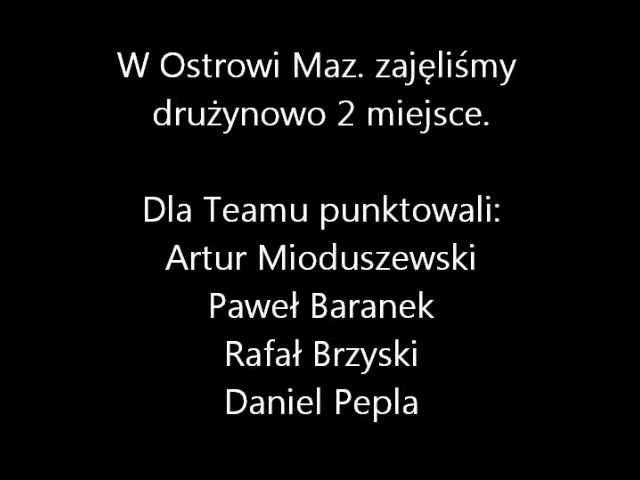 W Ostrowi Maz. zajęliśmy
drużynowo 2 miejsce.
Dla Teamu punktowali:
Artur Mioduszewski
Paweł Baranek
Rafał Brzyski
Daniel Pepla